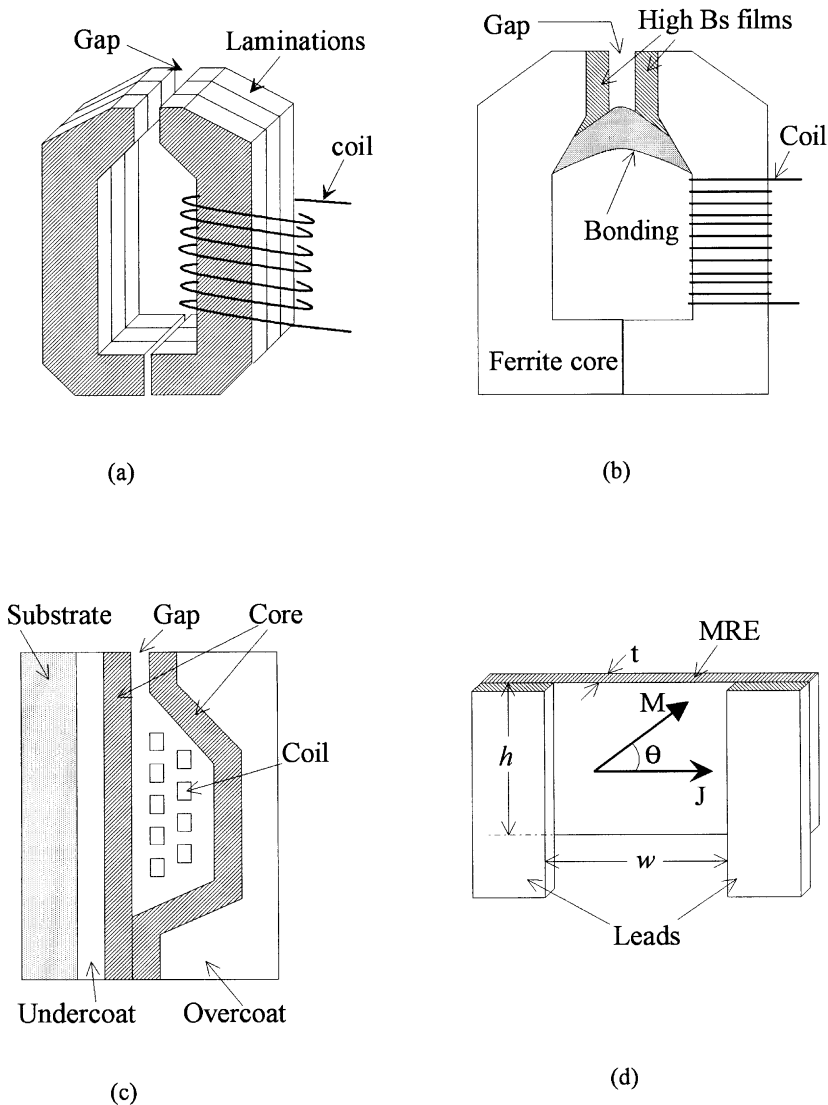 Gap
Laminations
coil
(a)
Gap
High Bs films
Coil
Bonding
Ferrite core
(b)
Substrate
Gap
Core
Coil
Undercoat
Overcoat
(c)
MRE
t
M
h
θ
J
w
Leads
(d)